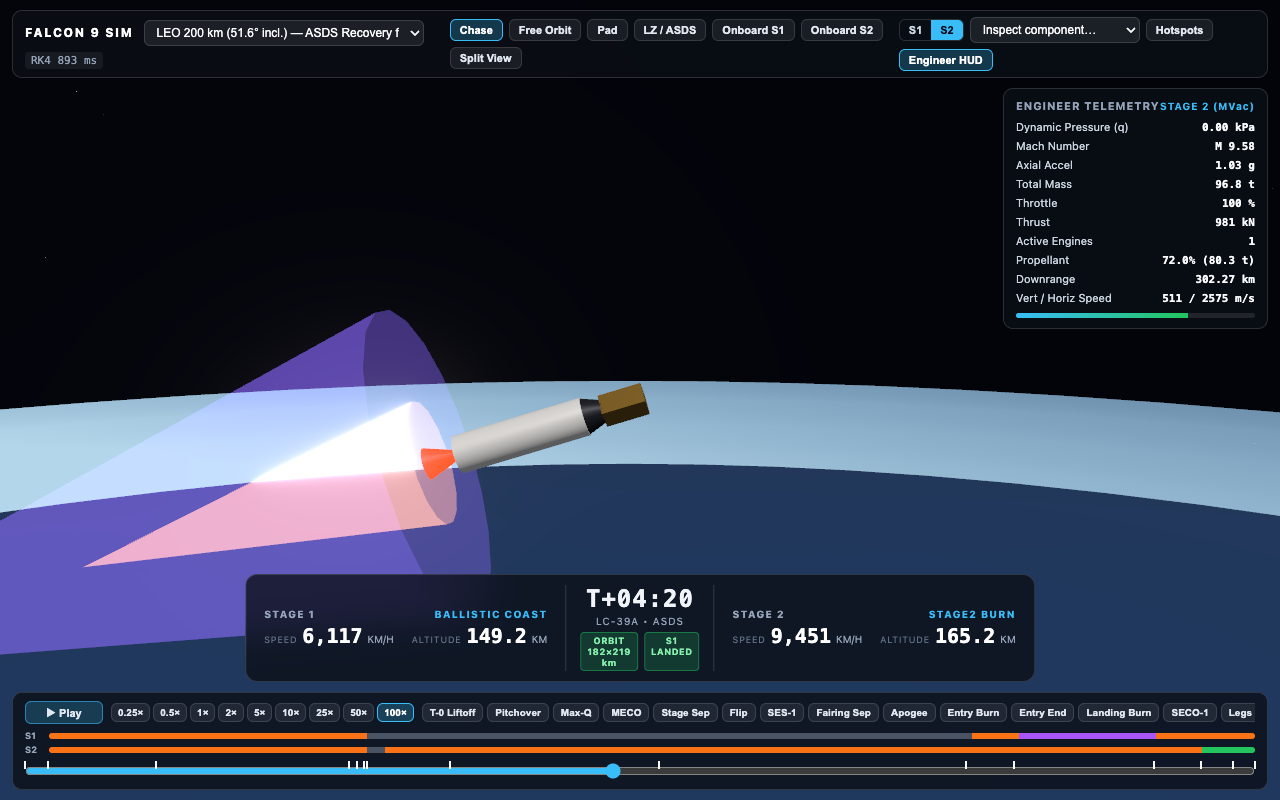 FALCON 9 SIM
LEO 200 km (51.6° incl.) — ASDS Recovery f
RK4 893 ms
Chase
Free Orbit
Pad
LZ / ASDS
Onboard S1
Onboard S2
Split View
S1
S2
Inspect component…
Hotspots
Engineer HUD
ENGINEER TELEMETRY STAGE 2 (MVac)
Dynamic Pressure (q) 0.00 kPa
Mach Number M 9.58
Axial Accel 1.03 g
Total Mass 96.8 t
Throttle 100 %
Thrust 981 kN
Active Engines 1
Propellant 72.0% (80.3 t)
Downrange 302.27 km
Vert / Horiz Speed 511 / 2575 m/s
STAGE 1 BALLISTIC COAST
SPEED 6,117 KM/H ALTITUDE 149.2 KM
T+04:20
LC-39A • ASDS
ORBIT
182×219
km
S1
LANDED
STAGE 2 STAGE2 BURN
SPEED 9,451 KM/H ALTITUDE 165.2 KM
▶ Play
0.25×
0.5×
1×
2×
5×
10×
25×
50×
100×
T-0 Liftoff
Pitchover
Max-Q
MECO
Stage Sep
Flip
SES-1
Fairing Sep
Apogee
Entry Burn
Entry End
Landing Burn
SECO-1
Legs
S1
S2